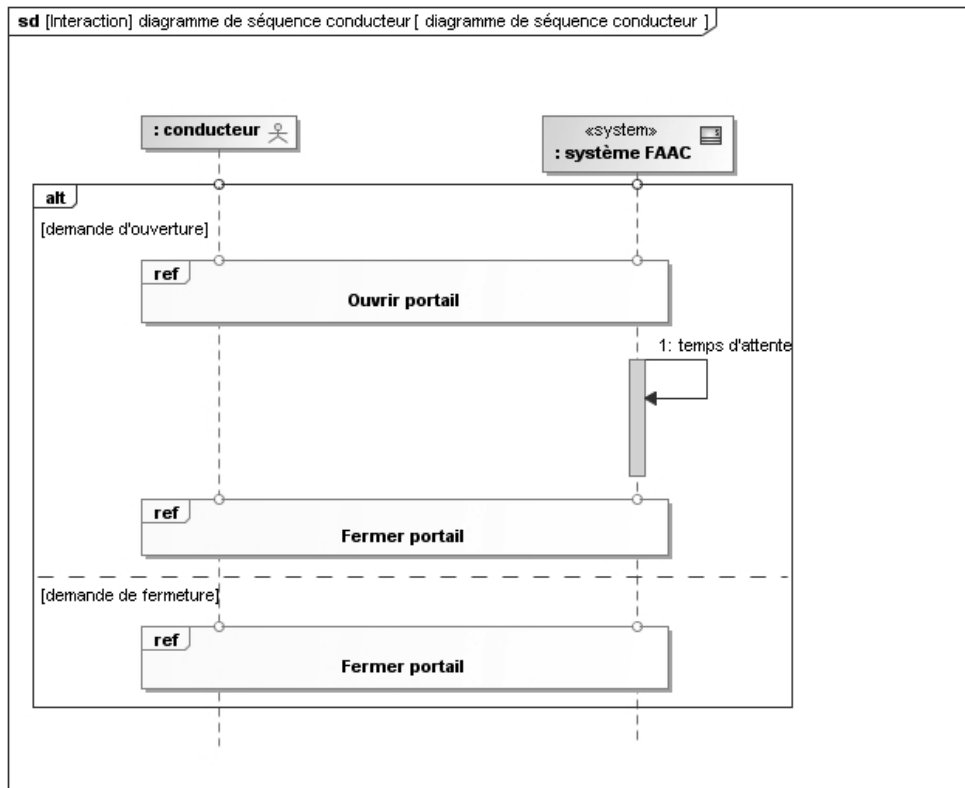 sd [Interaction] diagramme de séquence conducteur [ diagramme de séquence conducteur ]
: conducteur
«system»
: système FAAC
alt
[demande d'ouverture]
ref
Ouvrir portail
1: temps d'attente
ref
Fermer portail
[demande de fermeture]
ref
Fermer portail